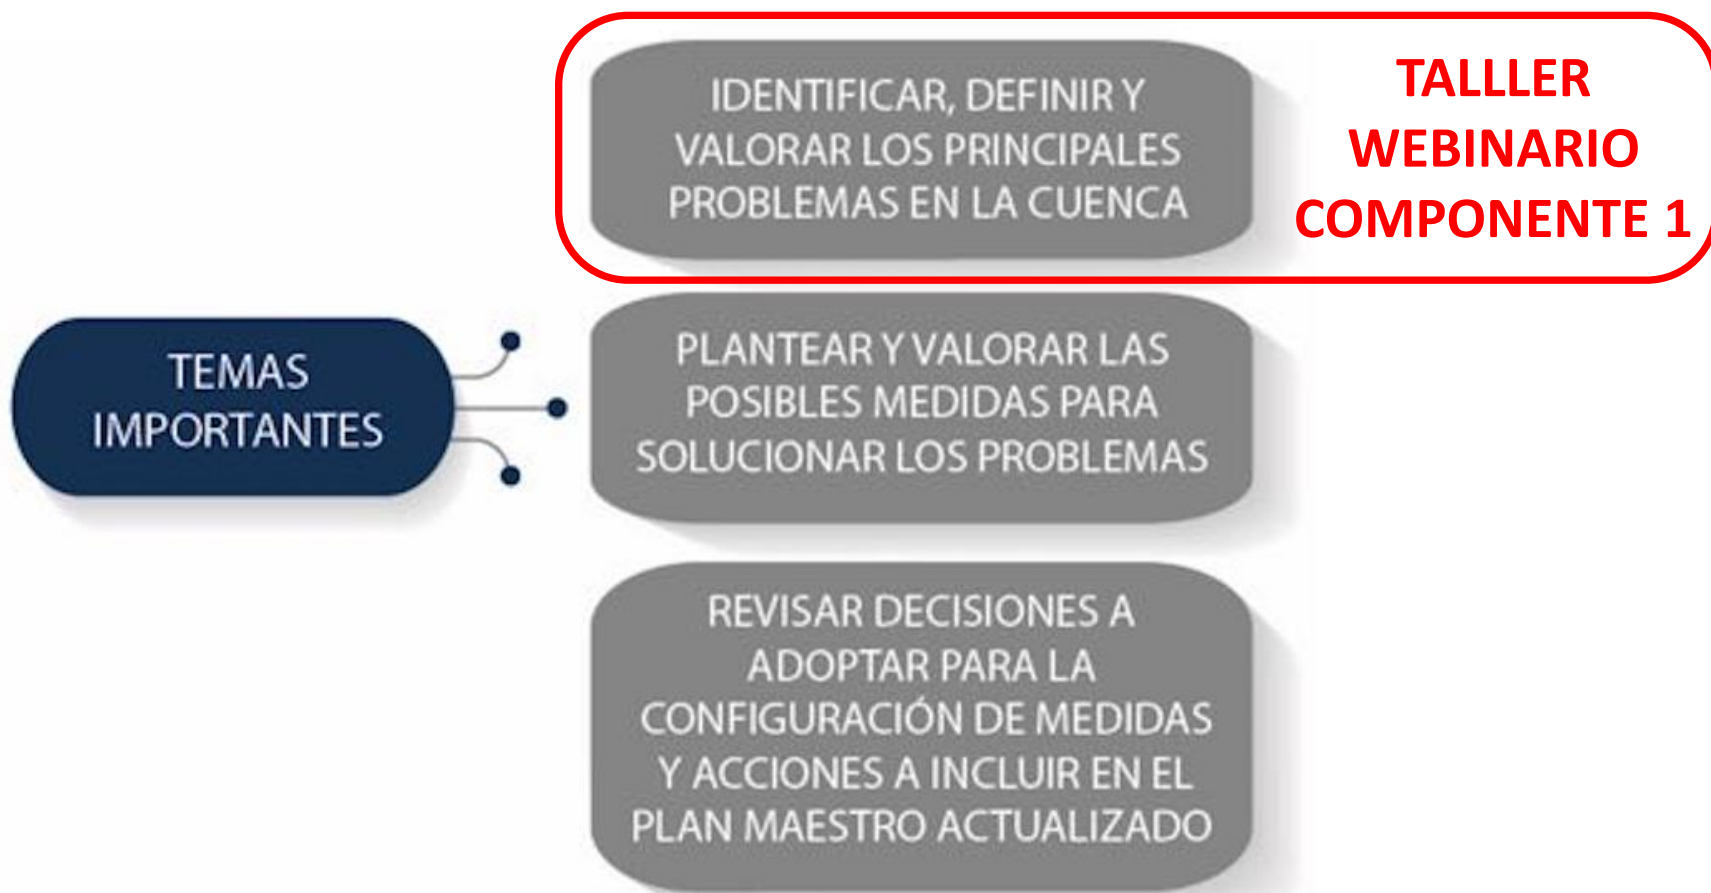 IDENTIFICAR, DEFINIR Y
VALORAR LOS PRINCIPALES
PROBLEMAS EN LA CUENCA
TALLLER
WEBINARIO
COMPONENTE 1
TEMAS
IMPORTANTES
PLANTEAR Y VALORAR LAS
POSIBLES MEDIDAS PARA
SOLUCIONAR LOS PROBLEMAS
REVISAR DECISIONES A
ADOPTAR PARA LA
CONFIGURACIÓN DE MEDIDAS
Y ACCIONES A INCLUIR EN EL
PLAN MAESTRO ACTUALIZADO